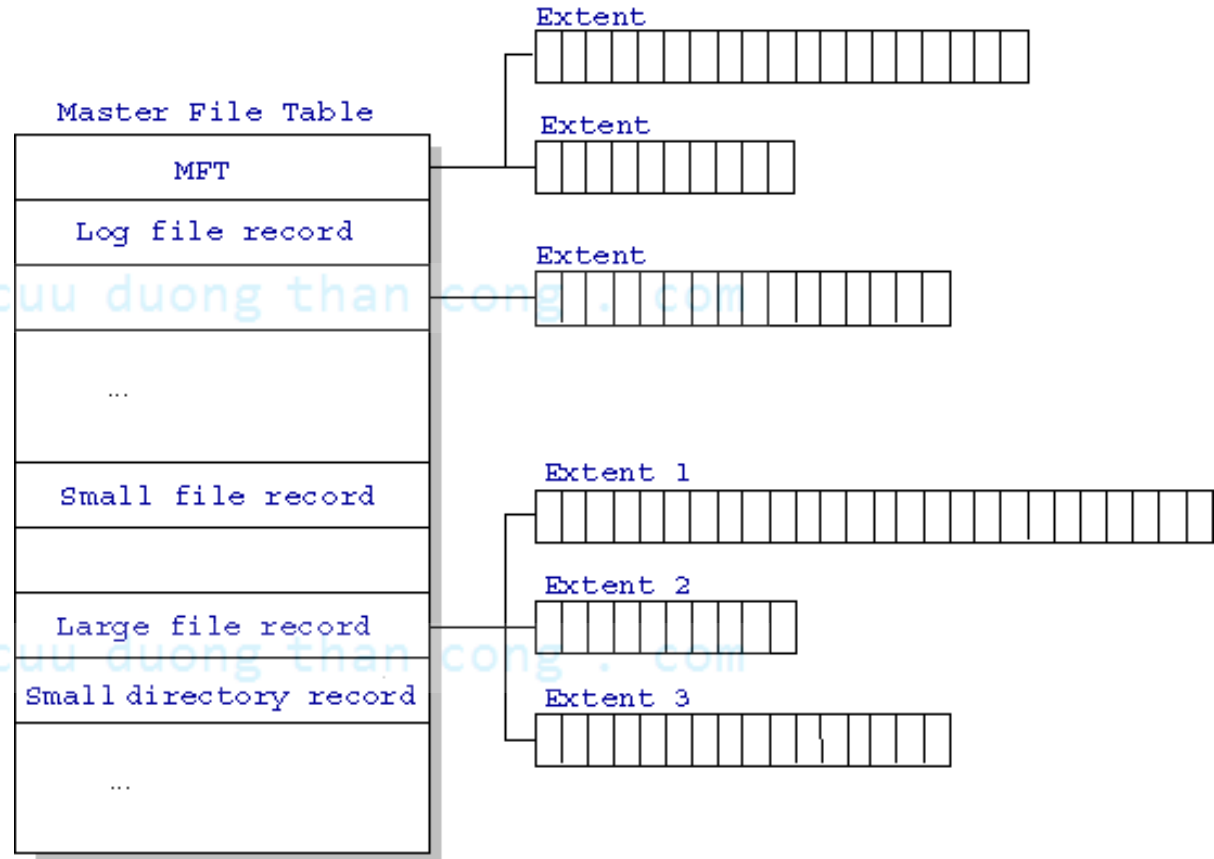 Extent
Master File Table
Extent
MFT
Log file record
Extent
cuu duong than cong . com
...
Extent 1
Small file record
Extent 2
Large file record
cuu duong than cong . com
Small directory record
Extent 3
...